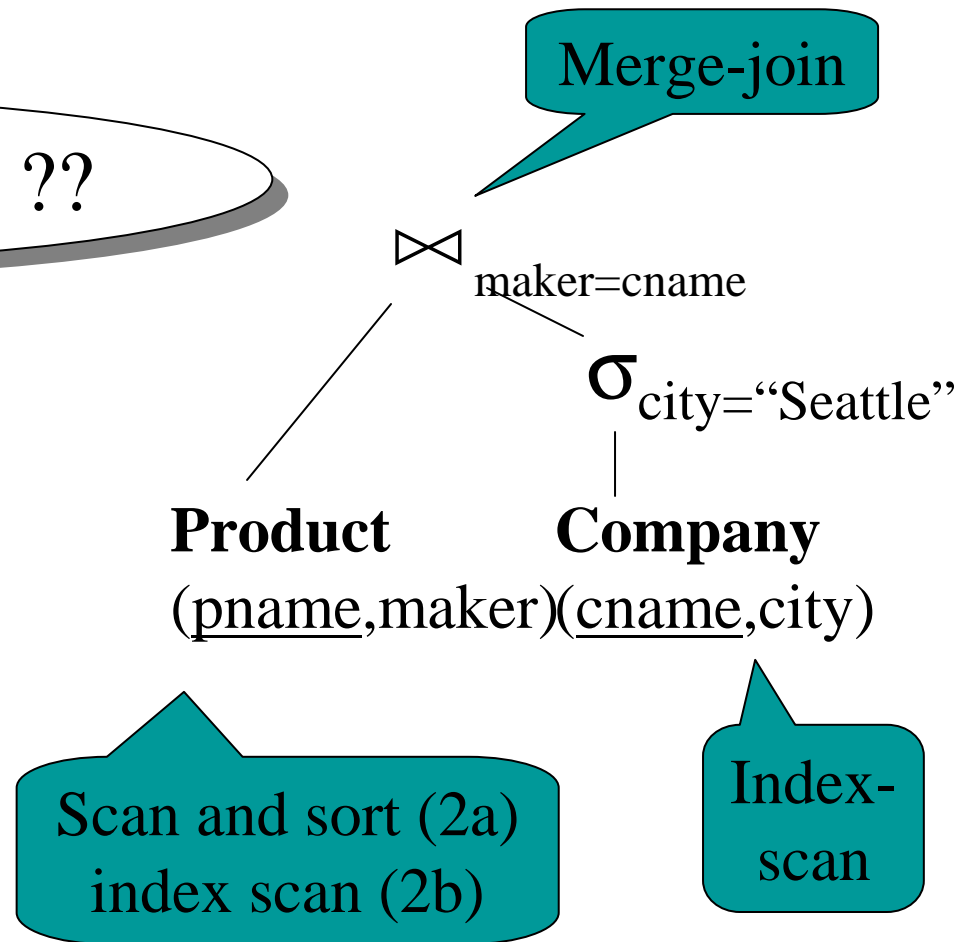 Merge-join
??
⋈ maker=cname
σ city=“Seattle”
Product Company
(pname,maker)(cname,city)
Scan and sort (2a)
index scan (2b)
Index-
scan